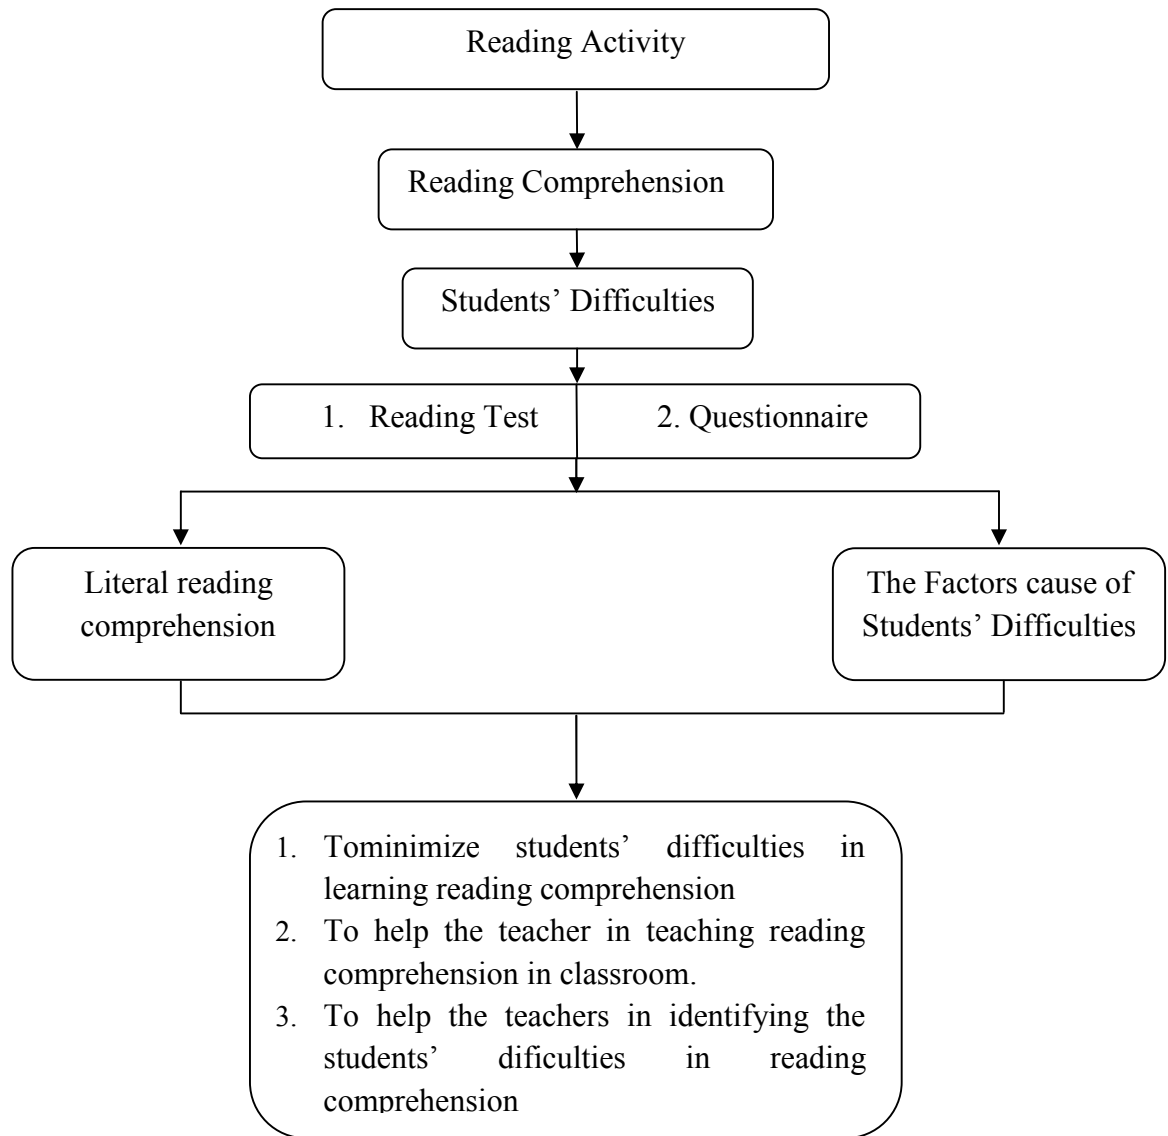 Reading Activity
Reading Comprehension
Students’ Difficulties
1. Reading Test
2. Questionnaire
Literal reading
comprehension
The Factors cause of
Students’ Difficulties
1. Tominimize students’ difficulties in
learning reading comprehension
2. To help the teacher in teaching reading
comprehension in classroom.
3. To help the teachers in identifying the
students’ dificulties in reading
comprehension